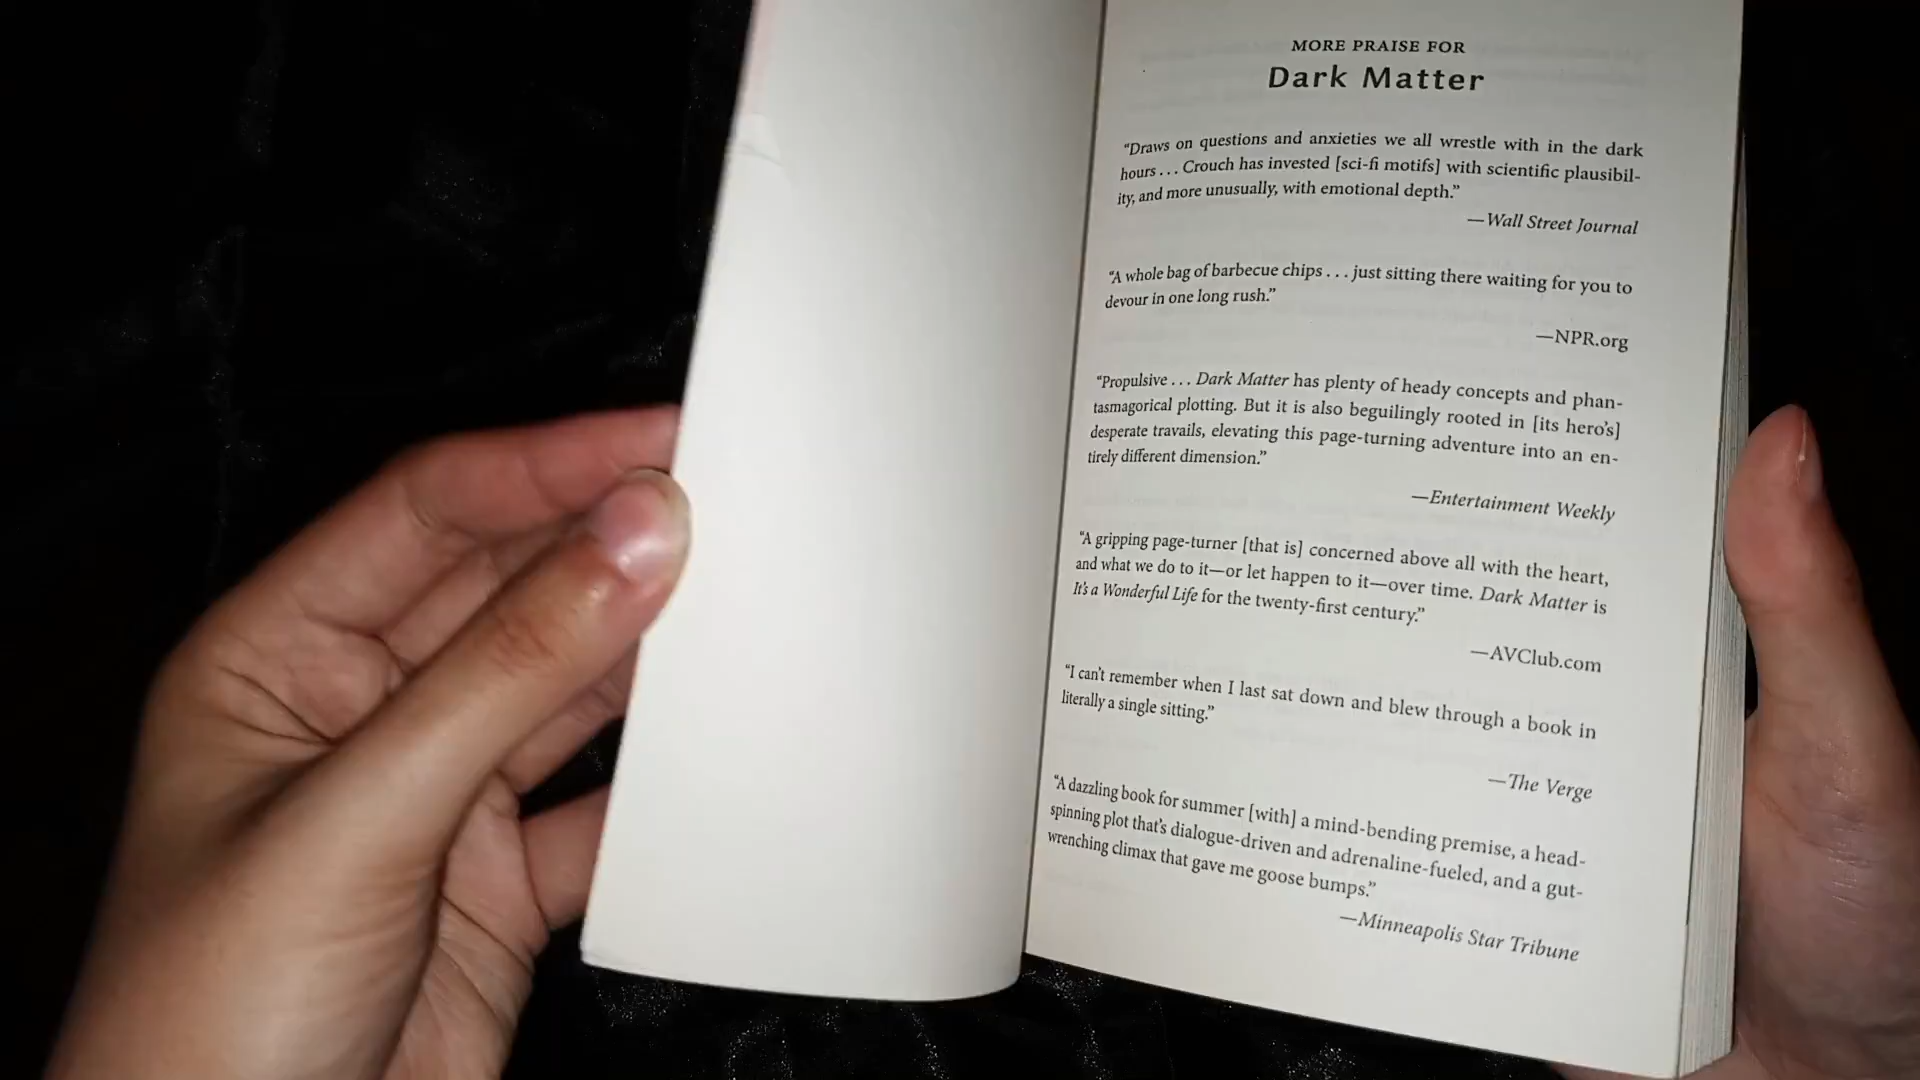 MORE PRAISE FOR
Dark Matter
“Draws on questions and anxieties we all wrestle with in the dark
hours . . . Crouch has invested [sci-fi motifs] with scientific plausibil-
ity, and more unusually, with emotional depth.”
—Wall Street Journal
“A whole bag of barbecue chips . . . just sitting there waiting for you to
devour in one long rush.”
—NPR.org
“Propulsive . . . Dark Matter has plenty of heady concepts and phan-
tasmagorical plotting. But it is also beguilingly rooted in [its hero’s]
desperate travails, elevating this page-turning adventure into an en-
tirely different dimension.”
—Entertainment Weekly
“A gripping page-turner [that is] concerned above all with the heart,
and what we do to it—or let happen to it—over time. Dark Matter is
It’s a Wonderful Life for the twenty-first century.”
—AVClub.com
“I can’t remember when I last sat down and blew through a book in
literally a single sitting.”
—The Verge
“A dazzling book for summer [with] a mind-bending premise, a head-
spinning plot that’s dialogue-driven and adrenaline-fueled, and a gut-
wrenching climax that gave me goose bumps.”
—Minneapolis Star Tribune